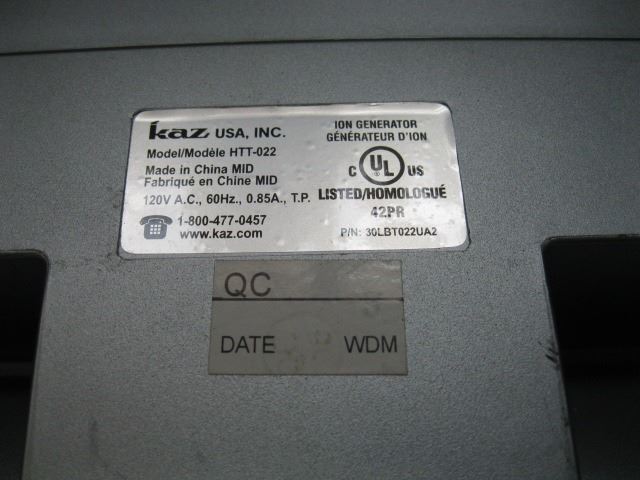 kaz USA, INC.
Model/Modèle HTT-022
Made in China MID
Fabriqué en Chine MID
120V A.C., 60Hz., 0.85A., T.P.
1-800-477-0457
www.kaz.com
ION GENERATOR
GÉNÉRATEUR D'ION
C UL US
LISTED/HOMOLOGUÉ
42PR
P/N: 30LBT022UA2
QC
DATE WDM